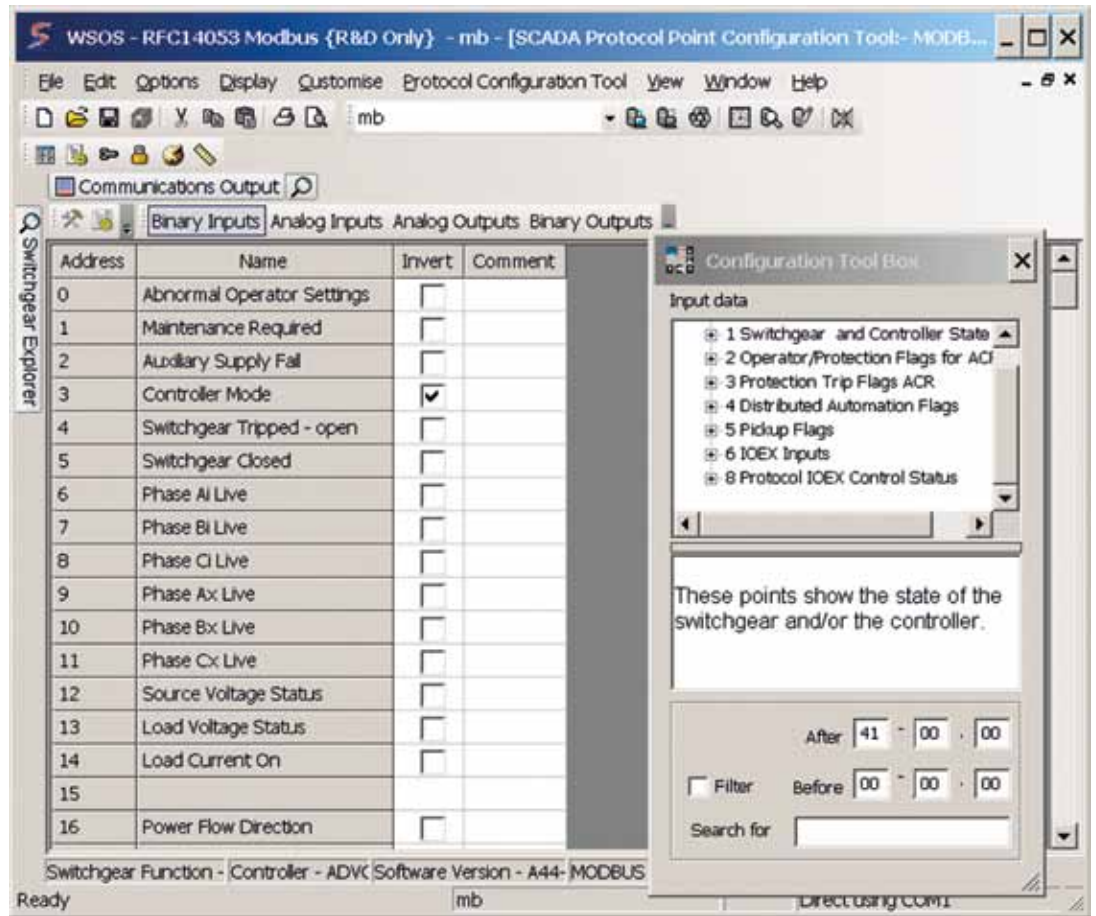 WSOS - RFC14053 Modbus {R&D Only} - mb - [SCADA Protocol Point Configuration Tool:- MODB...
File Edit Options Display Customise Protocol Configuration Tool View Window Help
mb
Communications Output
Switchgear Explorer
Binary Inputs Analog Inputs Analog Outputs Binary Outputs
Address Name Invert Comment
0 Abnormal Operator Settings
1 Maintenance Required
2 Auxiliary Supply Fail
3 Controller Mode
4 Switchgear Tripped - open
5 Switchgear Closed
6 Phase Ai Live
7 Phase Bi Live
8 Phase Ci Live
9 Phase Ax Live
10 Phase Bx Live
11 Phase Cx Live
12 Source Voltage Status
13 Load Voltage Status
14 Load Current On
15
16 Power Flow Direction
Configuration Tool Box
Input data
1 Switchgear and Controller State
2 Operator/Protection Flags for ACR
3 Protection Trip Flags ACR
4 Distributed Automation Flags
5 Pickup Flags
6 IOEX Inputs
8 Protocol IOEX Control Status
These points show the state of the
switchgear and/or the controller.
After 41 - 00 . 00
Filter Before 00 - 00 . 00
Search for
Switchgear Function - Controller - ADVC Software Version - A44- MODBUS
Ready mb Direct using COM1